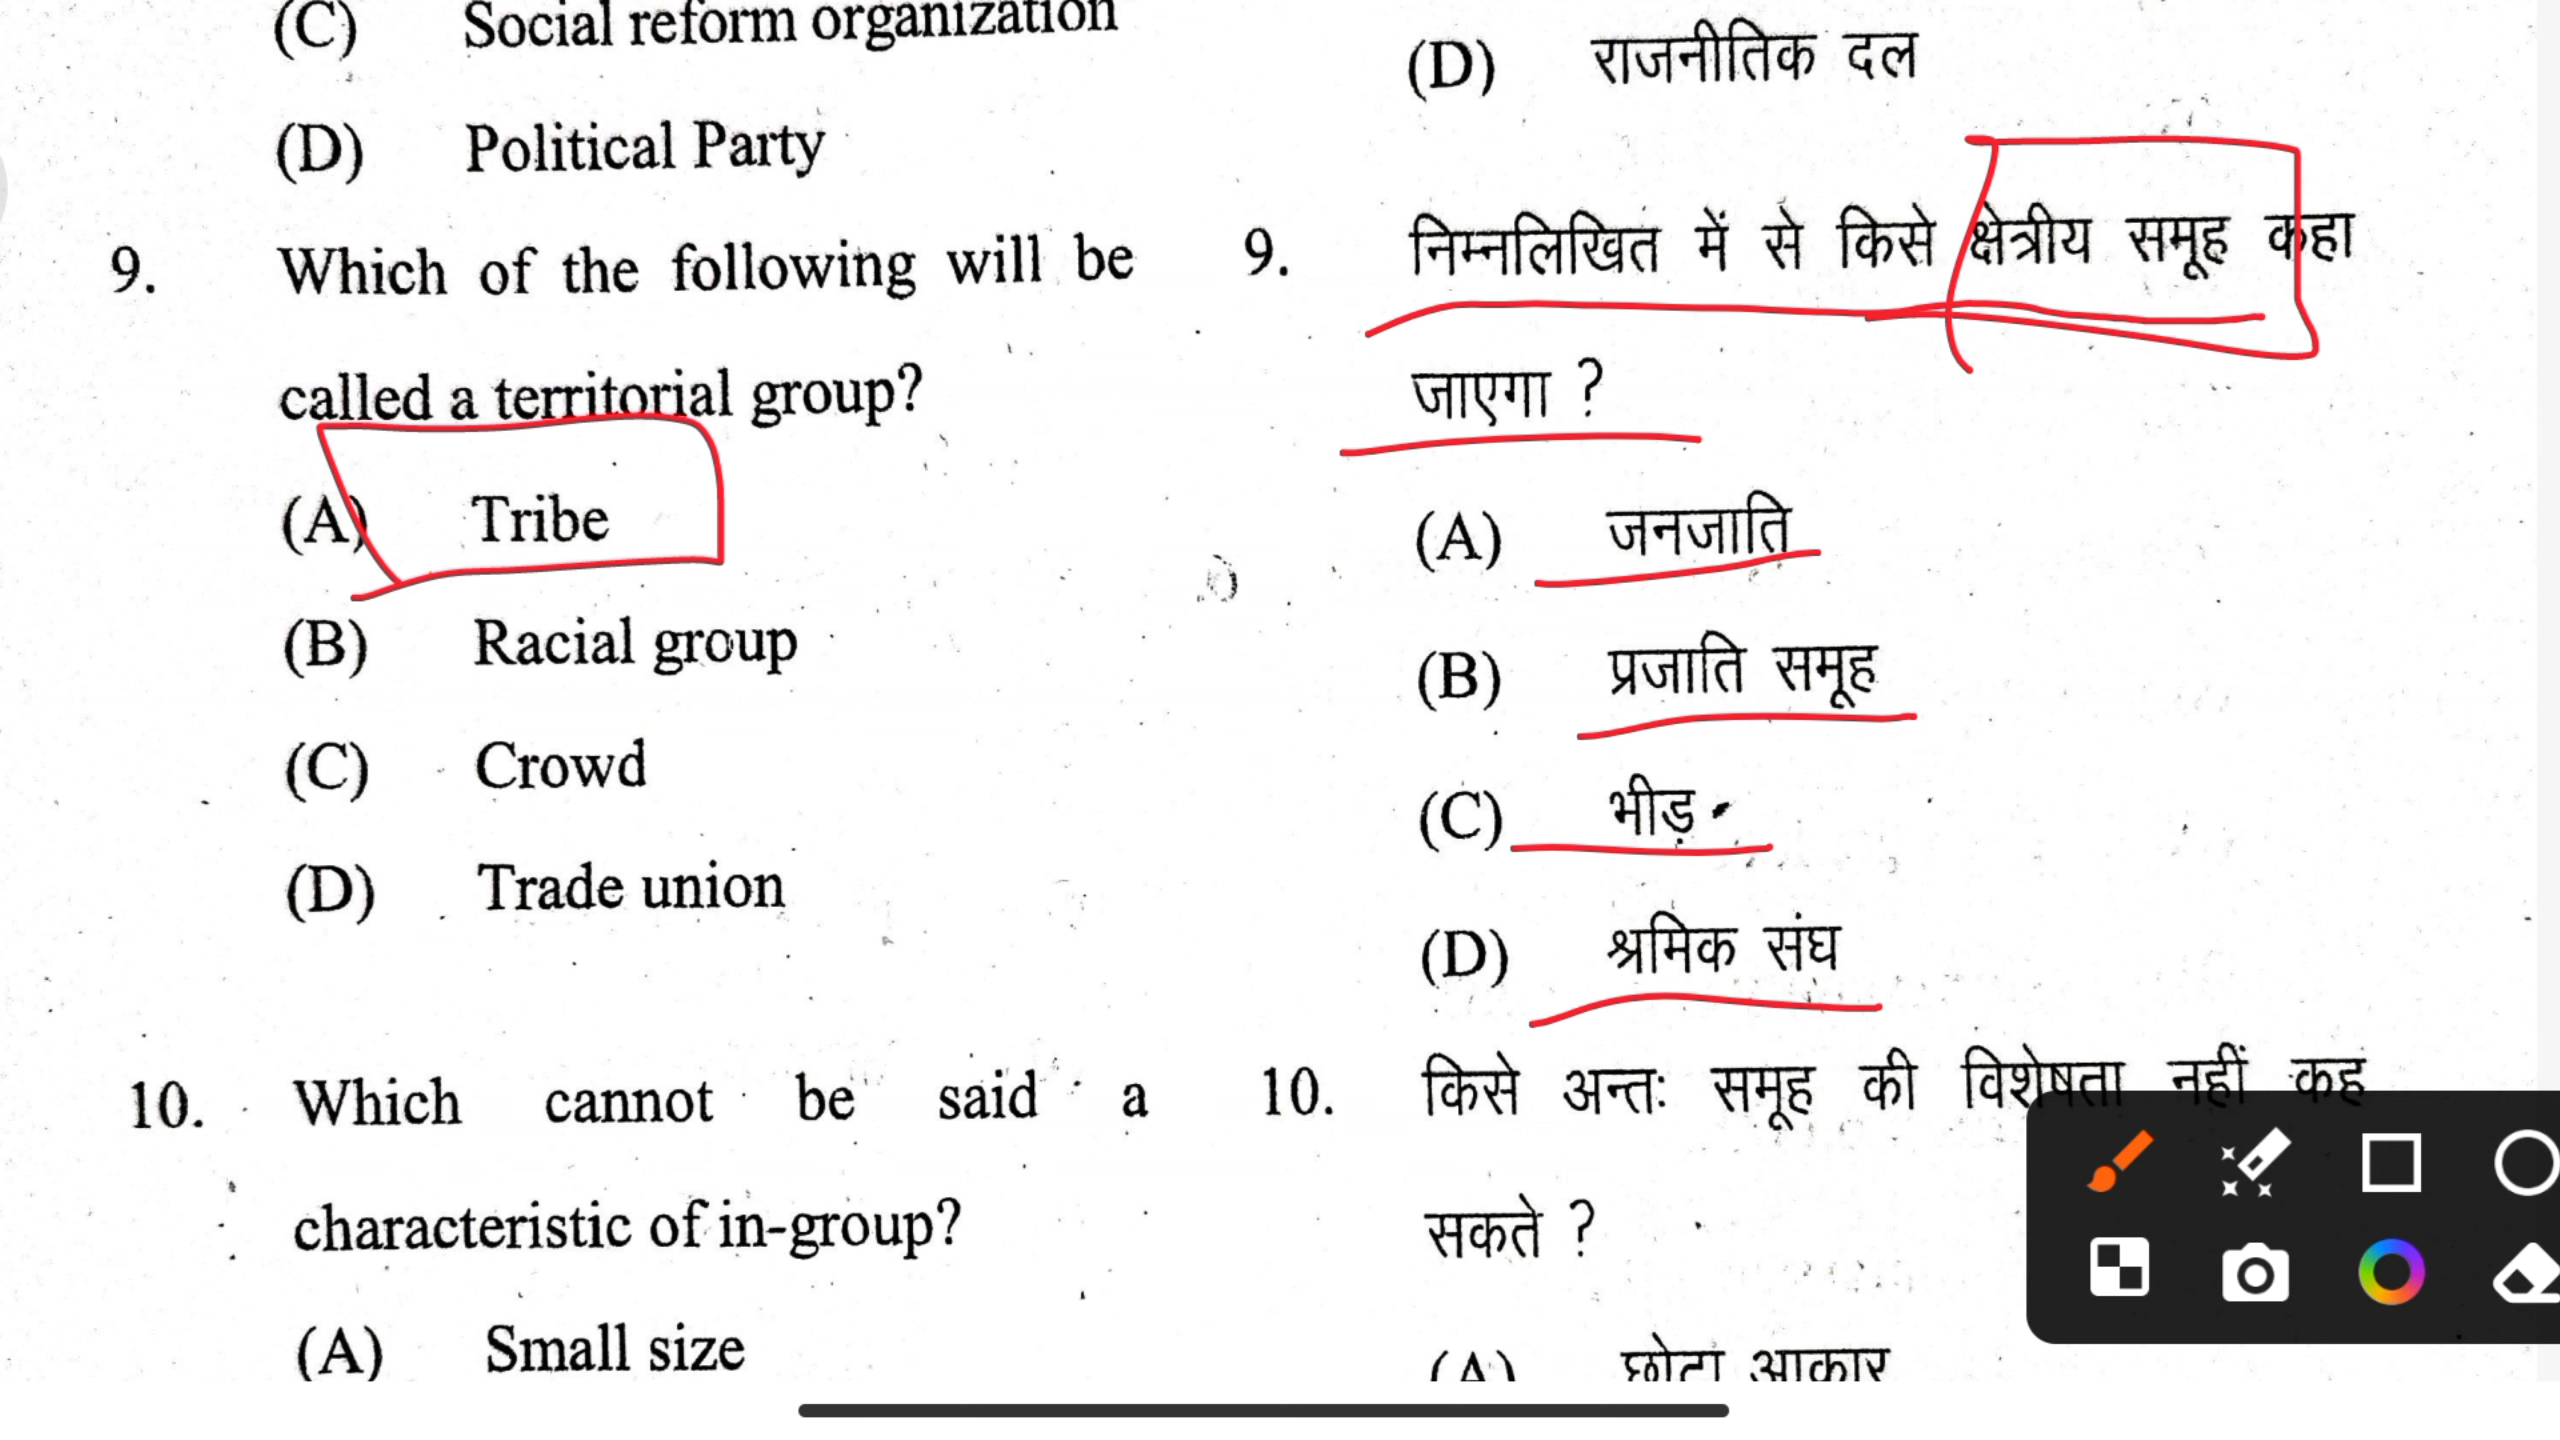 (C) Social reform organization
(D) Political Party
9. Which of the following will be
called a territorial group?
(A) Tribe
(B) Racial group
(C) Crowd
(D) Trade union
10. Which cannot be said a
characteristic of in-group?
(A) Small size
(D) राजनीतिक दल
9. निम्नलिखित में से किसे क्षेत्रीय समूह कहा
जाएगा ?
(A) जनजाति
(B) प्रजाति समूह
(C) भीड़
(D) श्रमिक संघ
10. किसे अन्तः समूह की विशेषता नहीं कह
सकते ?
(A) छोटा आकार